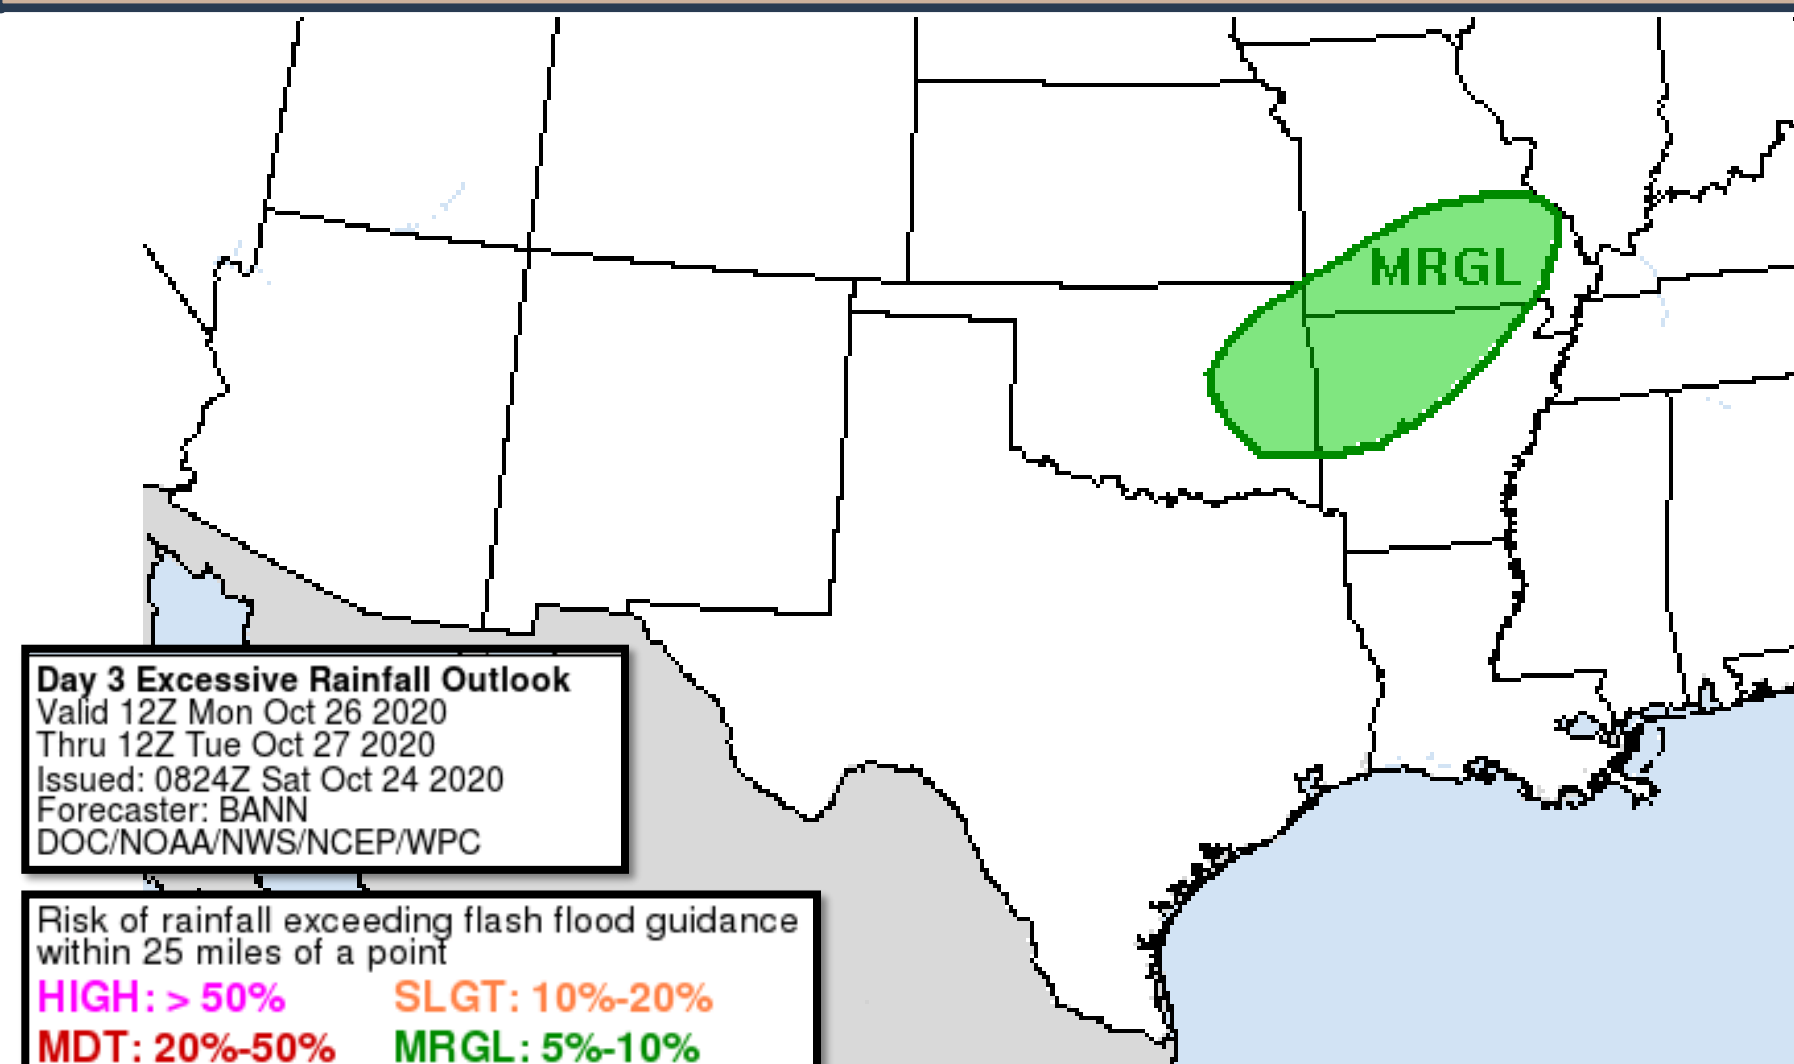 MRGL
Day 3 Excessive Rainfall Outlook
Valid 12Z Mon Oct 26 2020
Thru 12Z Tue Oct 27 2020
Issued: 0824Z Sat Oct 24 2020
Forecaster: BANN
DOC/NOAA/NWS/NCEP/WPC
Risk of rainfall exceeding flash flood guidance
within 25 miles of a point
HIGH: > 50% SLGT: 10%-20%
MDT: 20%-50% MRGL: 5%-10%